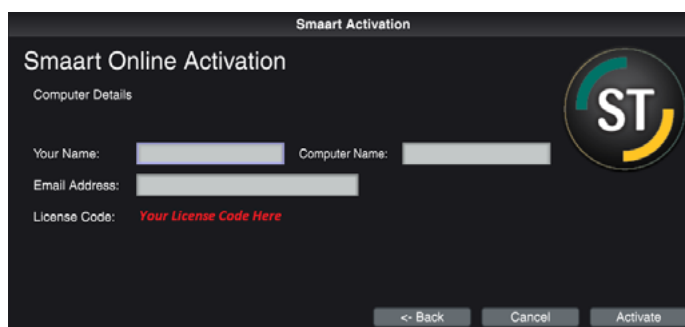 Smaart Activation
Smaart Online Activation
Computer Details
ST
Your Name: Computer Name:
Email Address:
License Code: Your License Code Here
<- Back Cancel Activate